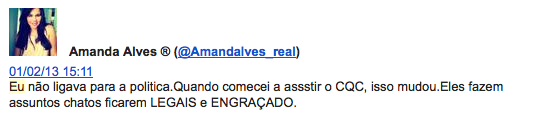 Amanda Alves ® (@Amandalves_real)
01/02/13 15:11
Eu não ligava para a politica.Quando comecei a assstir o CQC, isso mudou.Eles fazem
assuntos chatos ficarem LEGAIS e ENGRAÇADO.